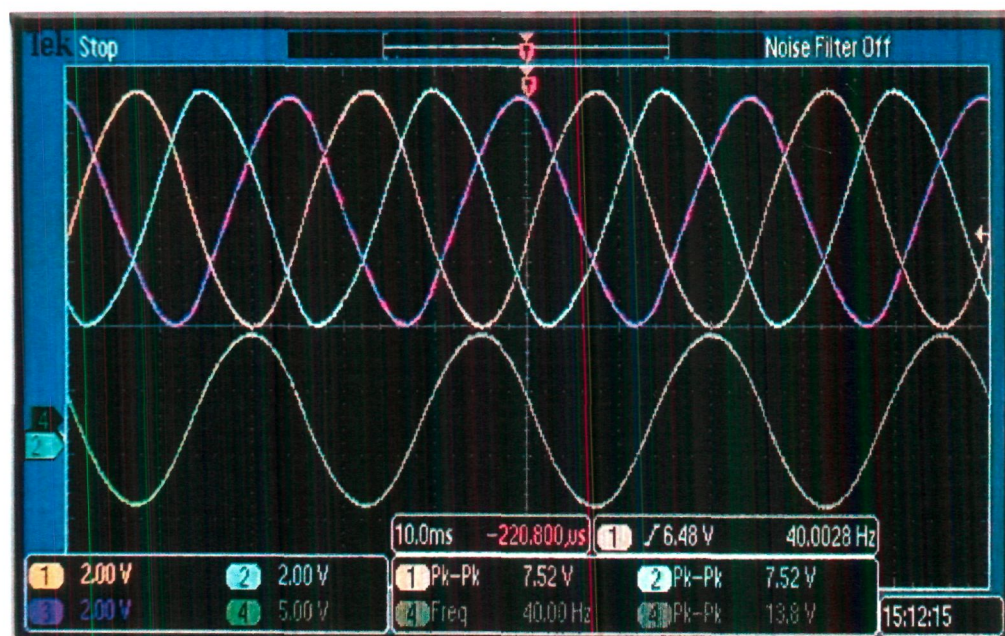 Tek Stop Noise Filter Off
4
2
10.0ms -220.800µs 1 6.48 V 40.0028 Hz
1 2.00 V 2 2.00 V 1 Pk-Pk 7.52 V 2 Pk-Pk 7.52 V
3 2.00 V 4 5.00 V 4 Freq 40.00 Hz 4 Pk-Pk 13.8 V 15:12:15